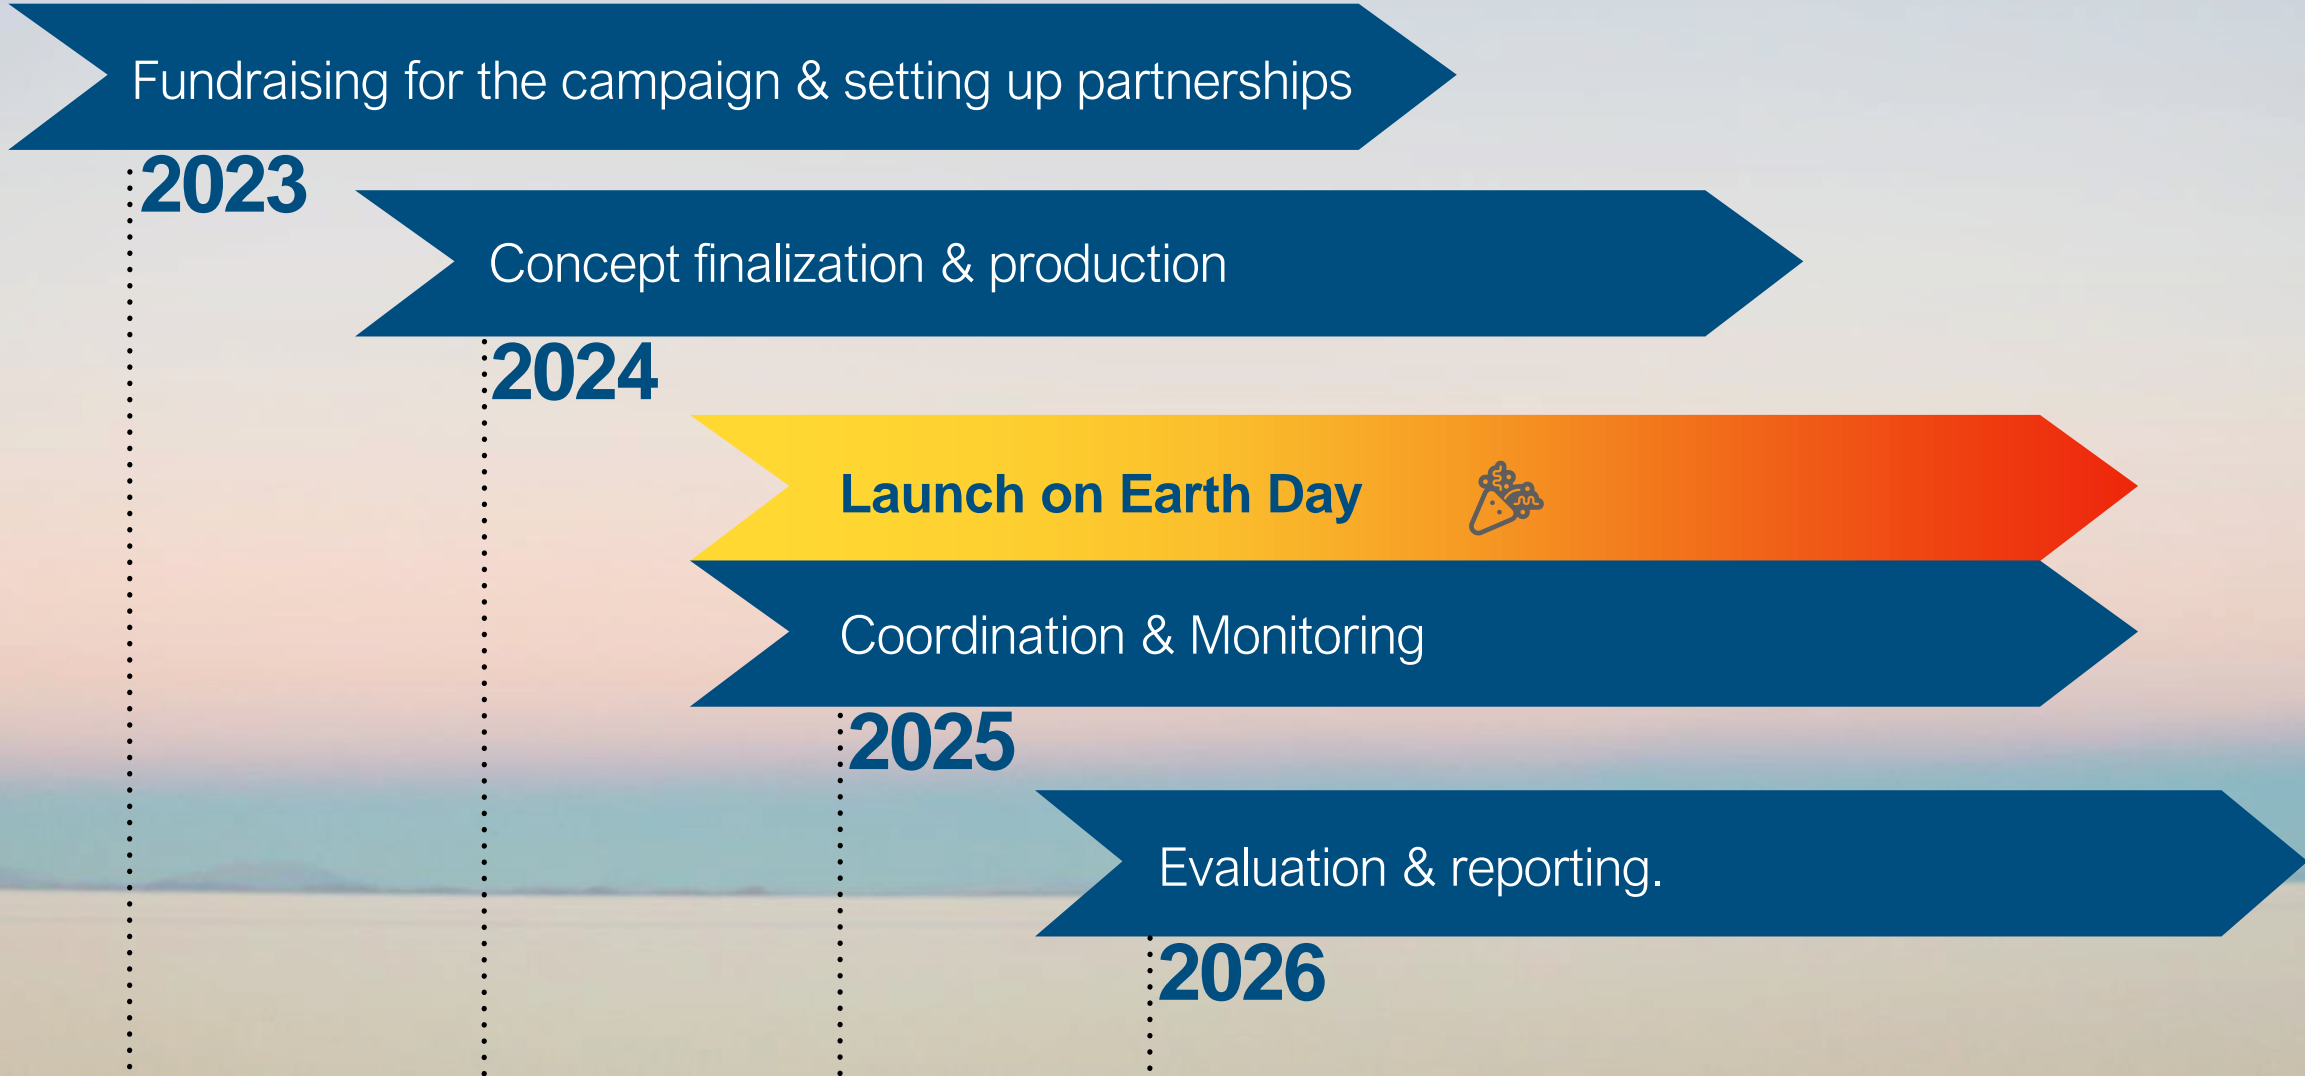 Fundraising for the campaign & setting up partnerships
2023
Concept finalization & production
2024
Launch on Earth Day
Coordination & Monitoring
2025
Evaluation & reporting.
2026